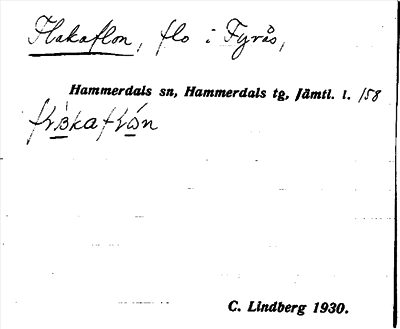 Flakaflon, flo i Fyrås,
Hammerdals sn, Hammerdals tg, Jämtl. l. 158
C. Lindberg 1930.